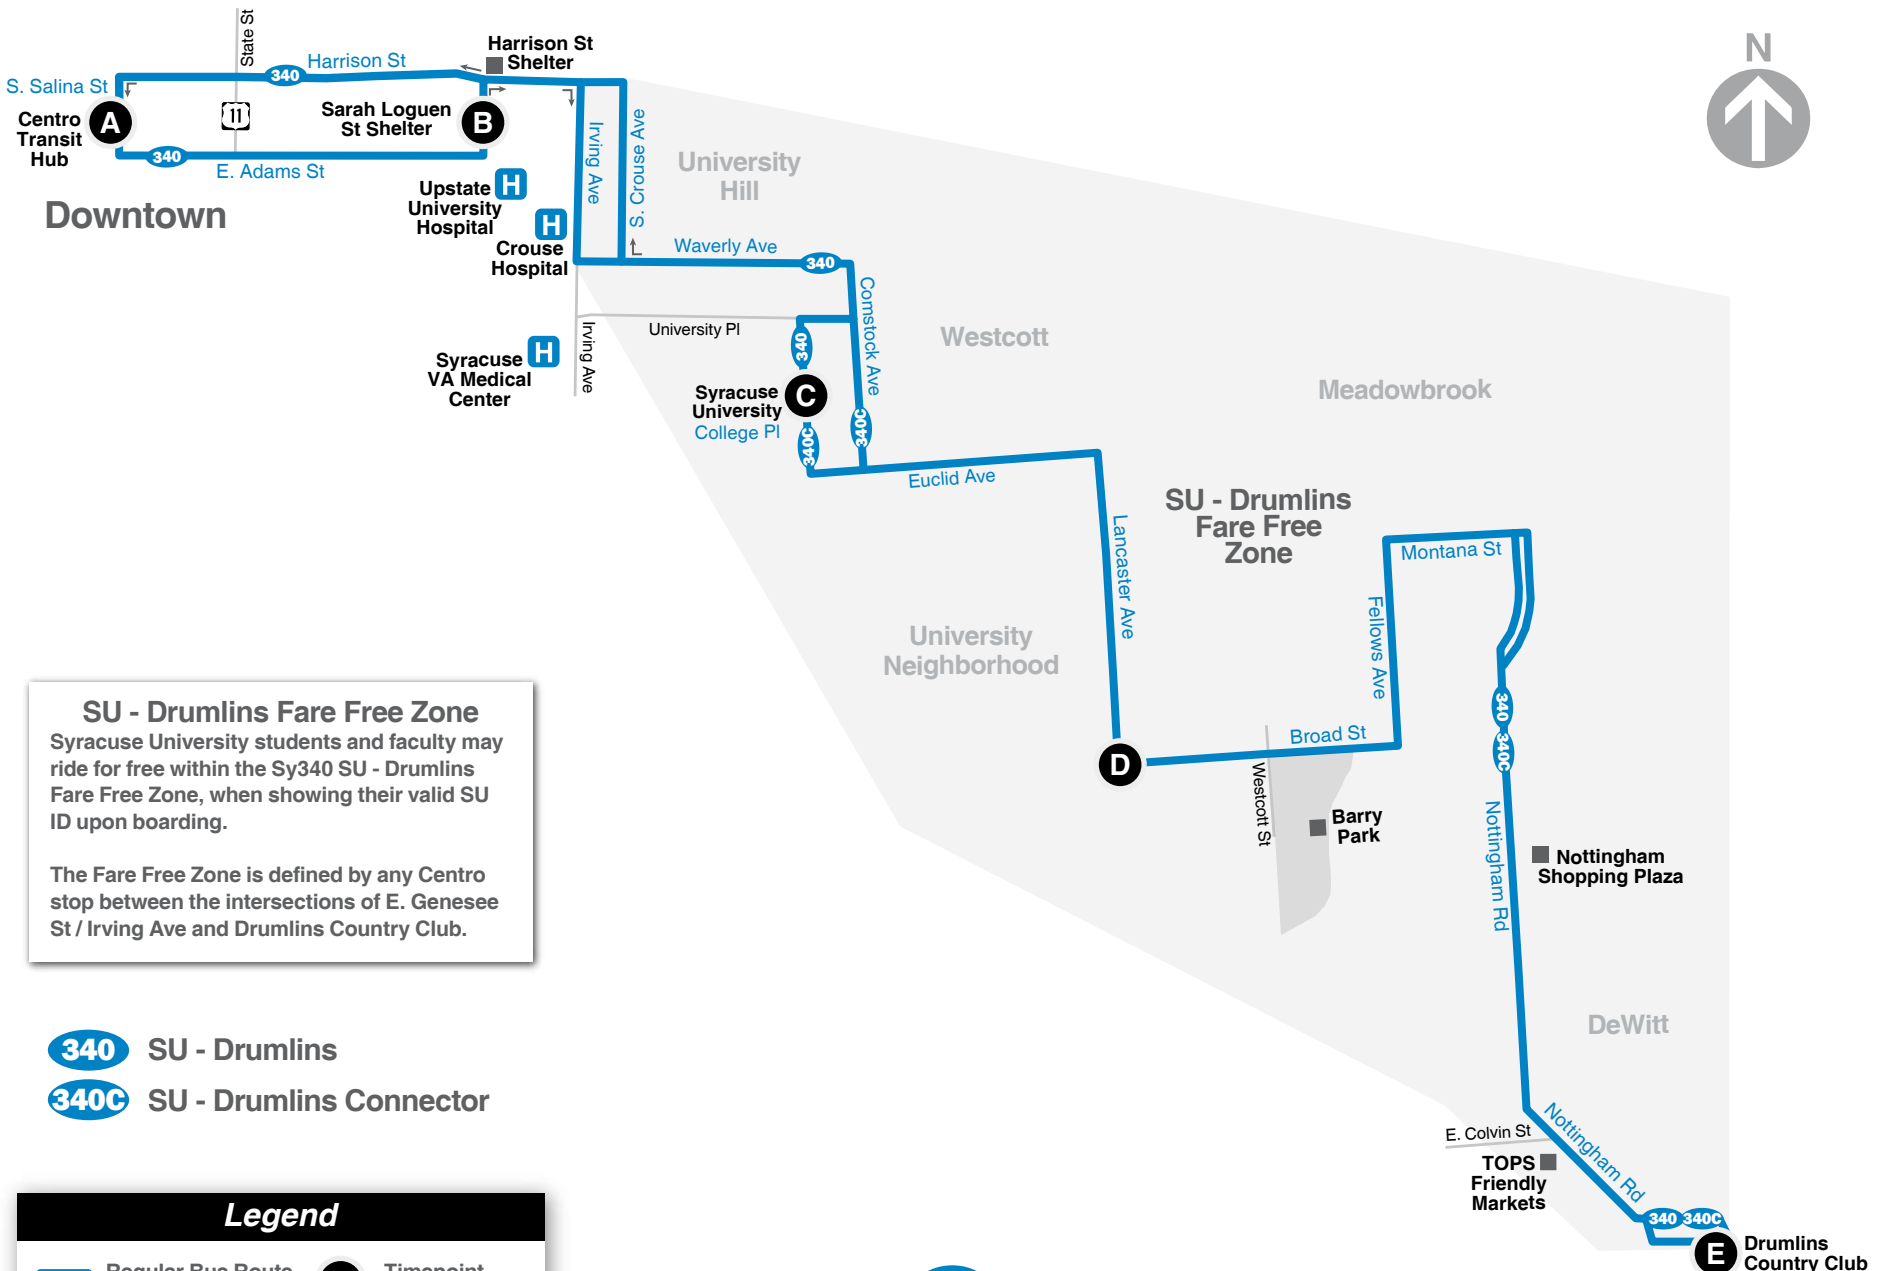 State St
Harrison St
Shelter
N
Harrison St
340
S. Salina St
11
Sarah Loguen
St Shelter
B
Centro
Transit
Hub
A
340
E. Adams St
Irving Ave
S. Crouse Ave
University
Hill
Upstate
University
Hospital
H
H
Crouse
Hospital
Downtown
Waverly Ave
340
Comstock Ave
University Pl
Irving Ave
Westcott
340
Syracuse
VA Medical
Center
H
Syracuse
University
College Pl
C
340C
340C
Meadowbrook
Euclid Ave
Lancaster Ave
SU - Drumlins
Fare Free
Zone
Montana St
Fellows Ave
University
Neighborhood
340
340C
Broad St
D
Westcott St
Barry
Park
Nottingham Rd
Nottingham
Shopping Plaza
DeWitt
E. Colvin St
Nottingham Rd
TOPS
Friendly
Markets
340
340C
E
Drumlins
Country Club
SU - Drumlins Fare Free Zone
Syracuse University students and faculty may
ride for free within the Sy340 SU - Drumlins
Fare Free Zone, when showing their valid SU
ID upon boarding.
The Fare Free Zone is defined by any Centro
stop between the intersections of E. Genesee
St / Irving Ave and Drumlins Country Club.
340 SU - Drumlins
340C SU - Drumlins Connector
Legend
Regular Bus Route
Timepoint